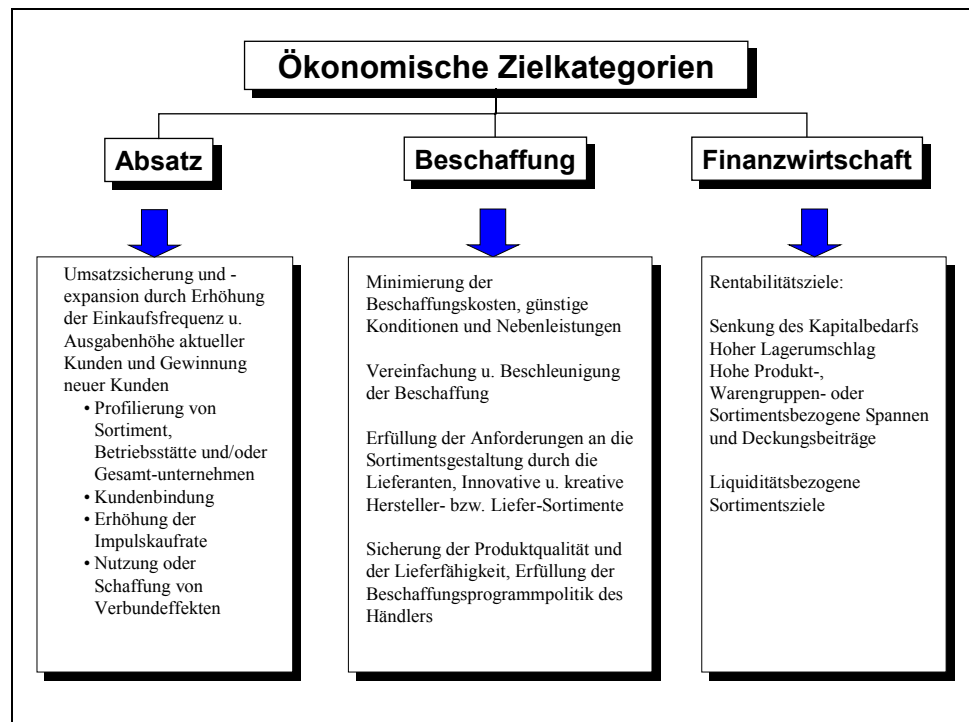 Ökonomische Zielkategorien
Absatz
Beschaffung
Finanzwirtschaft
Umsatzsicherung und -
expansion durch Erhöhung
der Einkaufsfrequenz u.
Ausgabenhöhe aktueller
Kunden und Gewinnung
neuer Kunden
• Profilierung von
Sortiment,
Betriebsstätte und/oder
Gesamt-unternehmen
• Kundenbindung
• Erhöhung der
Impulskaufrate
• Nutzung oder
Schaffung von
Verbundeffekten
Minimierung der
Beschaffungskosten, günstige
Konditionen und Nebenleistungen
Vereinfachung u. Beschleunigung
der Beschaffung
Erfüllung der Anforderungen an die
Sortimentsgestaltung durch die
Lieferanten, Innovative u. kreative
Hersteller- bzw. Liefer-Sortimente
Sicherung der Produktqualität und
der Lieferfähigkeit, Erfüllung der
Beschaffungsprogrammpolitik des
Händlers
Rentabilitätsziele:
Senkung des Kapitalbedarfs
Hoher Lagerumschlag
Hohe Produkt-,
Warengruppen- oder
Sortimentsbezogene Spannen
und Deckungsbeiträge
Liquiditätsbezogene
Sortimentsziele